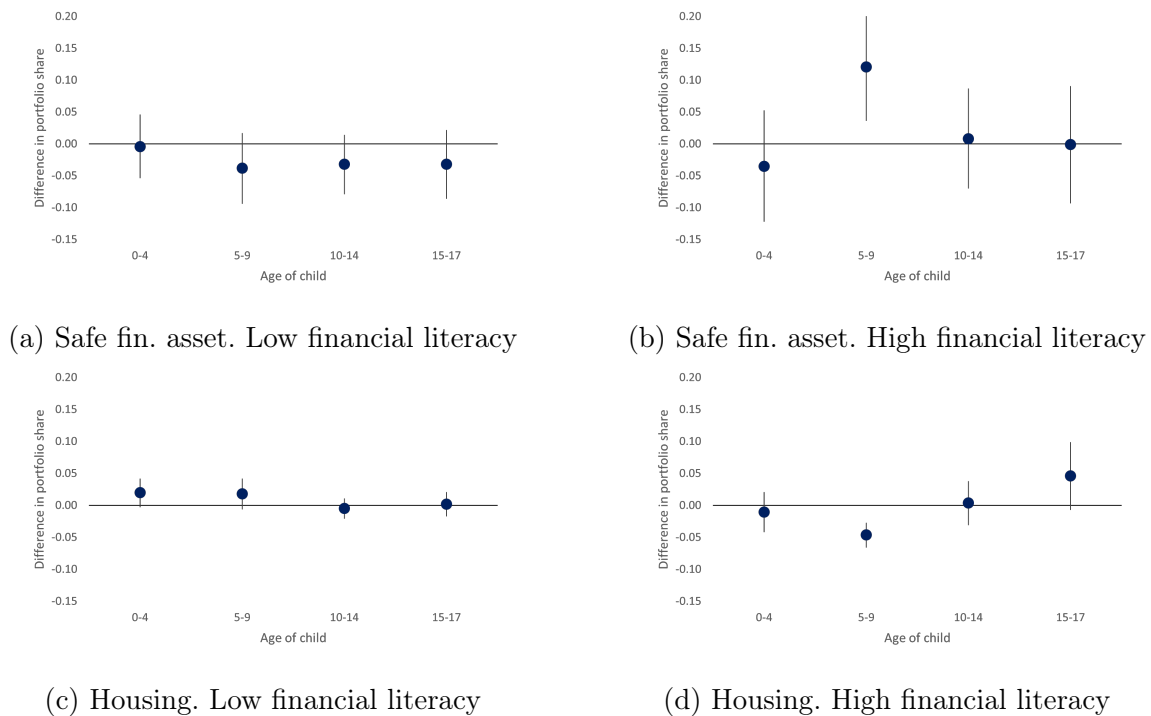 0.20
0.15
0.10
0.05
0.00
-0.05
-0.10
-0.15
Difference in portfolio share
0-4 5-9 10-14 15-17
Age of child
(a) Safe fin. asset. Low financial literacy
0.20
0.15
0.10
0.05
0.00
-0.05
-0.10
-0.15
Difference in portfolio share
0-4 5-9 10-14 15-17
Age of child
(b) Safe fin. asset. High financial literacy
0.20
0.15
0.10
0.05
0.00
-0.05
-0.10
-0.15
Difference in portfolio share
0-4 5-9 10-14 15-17
Age of child
(c) Housing. Low financial literacy
0.20
0.15
0.10
0.05
0.00
-0.05
-0.10
-0.15
Difference in portfolio share
0-4 5-9 10-14 15-17
Age of child
(d) Housing. High financial literacy